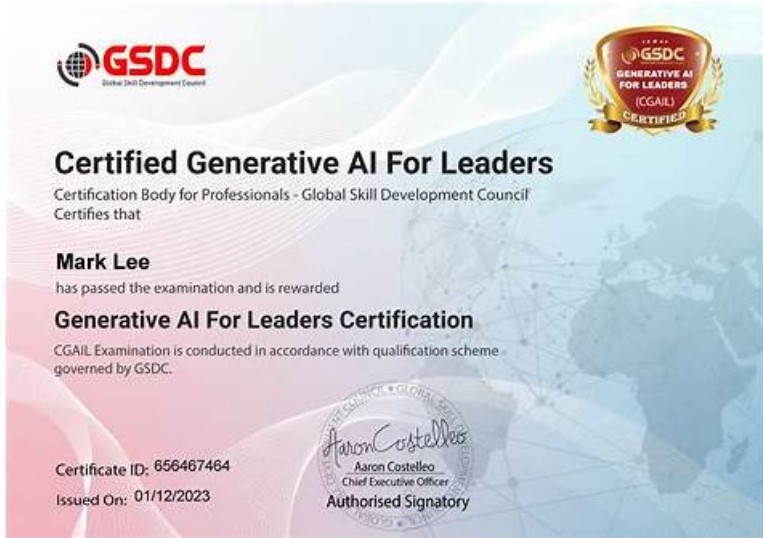 GSDC
Global Skill Development Council
GSDC
GENERATIVE AI
FOR LEADERS
(CGAIL)
CERTIFIED
Certified Generative AI For Leaders
Certification Body for Professionals - Global Skill Development Council
Certifies that
Mark Lee
has passed the examination and is rewarded
Generative AI For Leaders Certification
CGAIL Examination is conducted in accordance with qualification scheme
governed by GSDC.
Certificate ID: 656467464
Issued On: 01/12/2023
Aaron Costelleo
Aaron Costelleo
Chief Executive Officer
Authorised Signatory